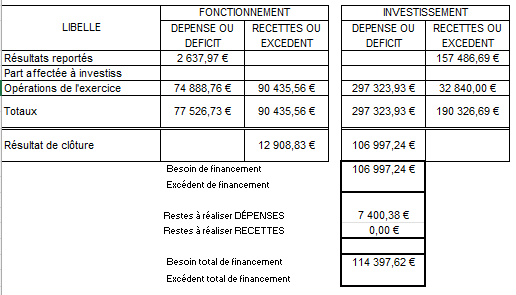 LIBELLE FONCTIONNEMENT INVESTISSEMENT
DEPENSE OU DEFICIT RECETTES OU EXCEDENT DEPENSE OU DEFICIT RECETTES OU EXCEDENT
Résultats reportés 2 637,97 € 157 486,69 €
Part affectée à investiss
Opérations de l'exercice 74 888,76 € 90 435,56 € 297 323,93 € 32 840,00 €
Totaux 77 526,73 € 90 435,56 € 297 323,93 € 190 326,69 €
Résultat de clôture 12 908,83 € 106 997,24 €
Besoin de financement 106 997,24 €
Excédent de financement
Restes à réaliser DÉPENSES 7 400,38 €
Restes à réaliser RECETTES 0,00 €
Besoin total de financement 114 397,62 €
Excédent total de financement